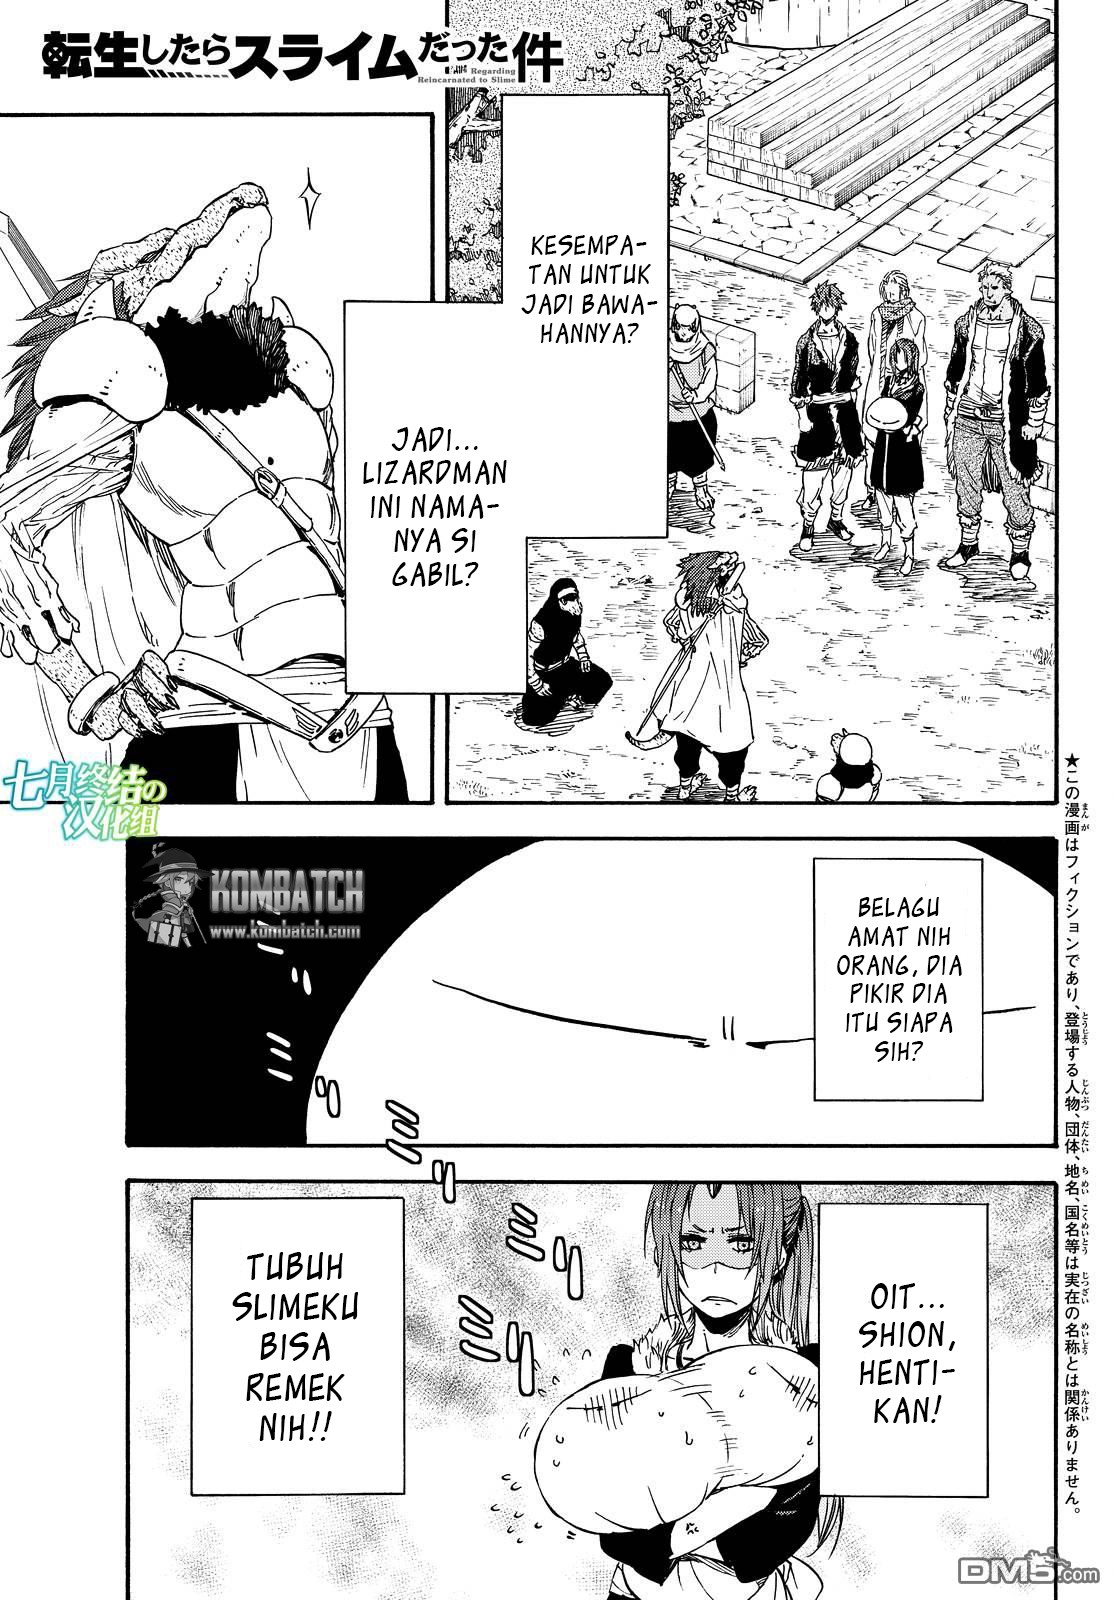 転生したらスライムだった件
Regarding
Reincarnated to Slime
KESEMPA-
TAN UNTUK
JADI BAWA-
HANNYA?
JADI...
LIZARDMAN
INI NAMA-
NYA SI
GABIL?
七月终结の
汉化组
KOMBATCH
www.kombatch.com
BELAGU
AMAT NIH
ORANG, DIA
PIKIR DIA
ITU SIAPA
SIH?
OIT...
SHION,
HENTI-
KAN!
TUBUH
SLIMEKU
BISA
REMEK
NIH!!
★この漫画はフィクションであり、登場する人物、団体、地名、国名等は実在の名称とは関係ありません。
DM5.com